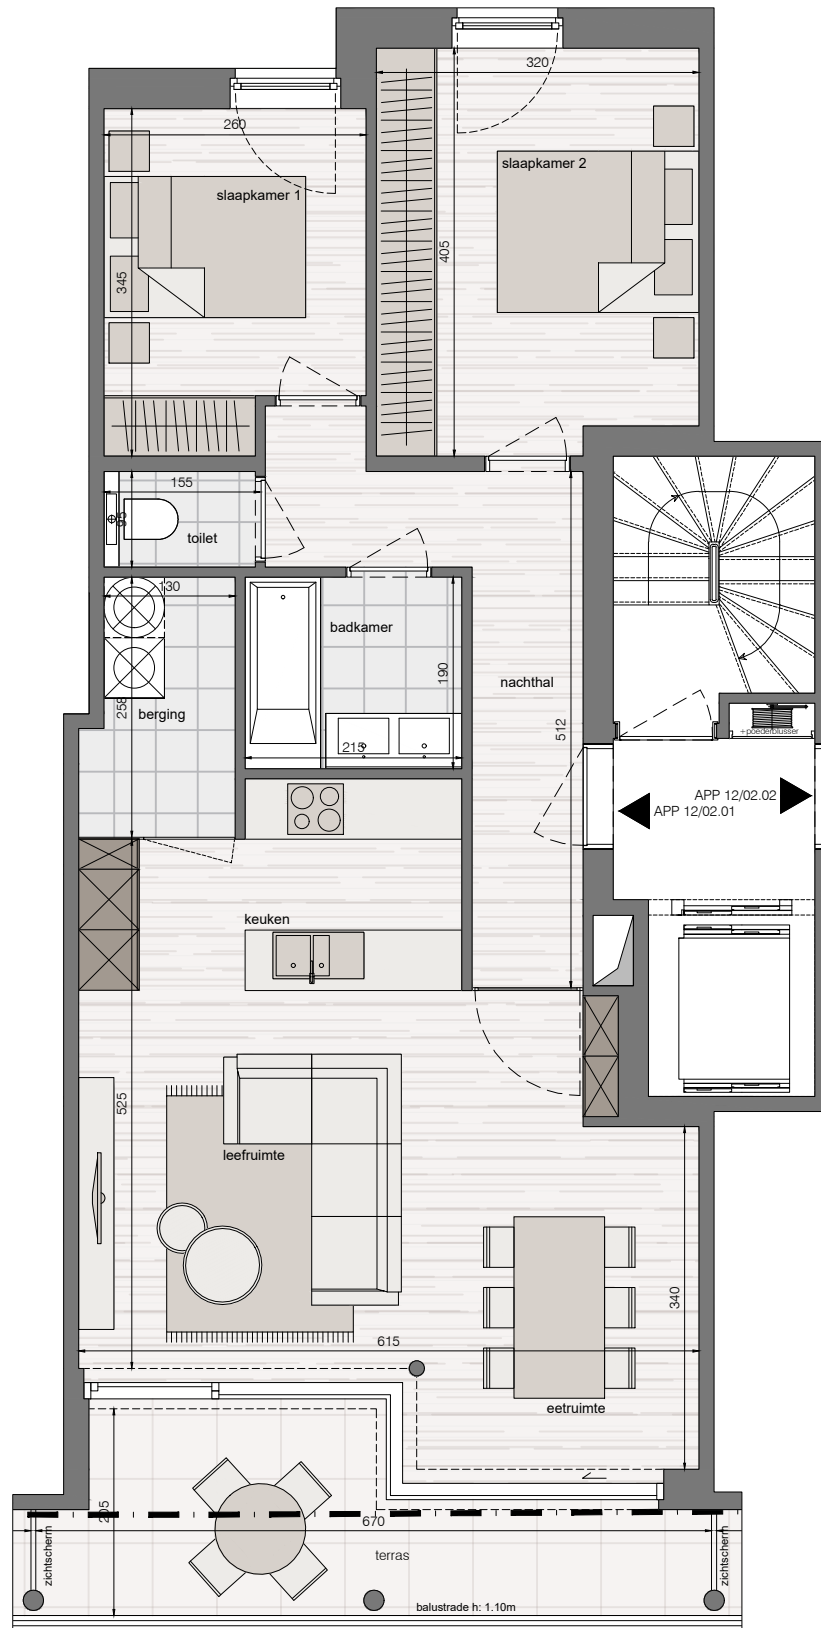 320
260
slaapkamer 2
slaapkamer 1
405
345
155
95
toilet
130
badkamer
190
nachthal
258
berging
512
215
+poederblusser
APP 12/02.02
APP 12/02.01
keuken
525
leefruimte
340
615
eetruimte
205
670
zichtscherm
terras
zichtscherm
balustrade h: 1.10m